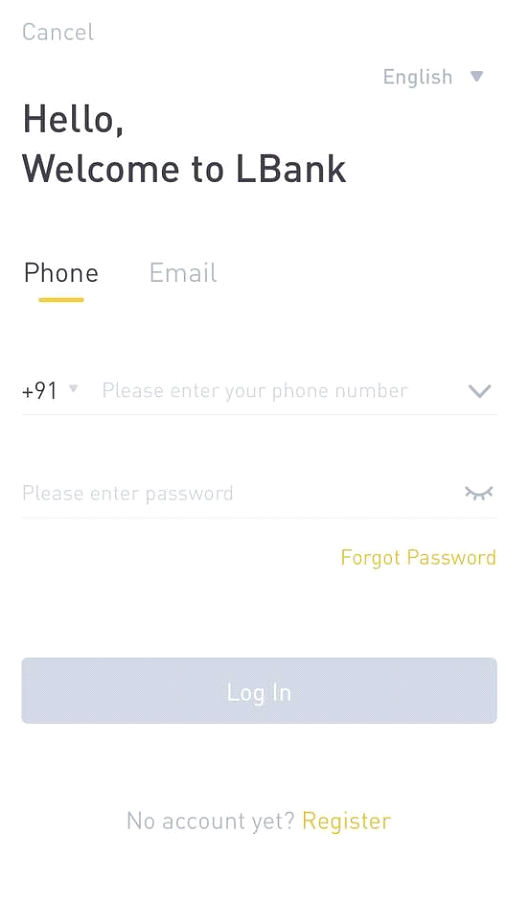 Cancel
English
Hello,
Welcome to LBank
Phone Email
+91 Please enter your phone number
Please enter password
Forgot Password
Log In
No account yet? Register